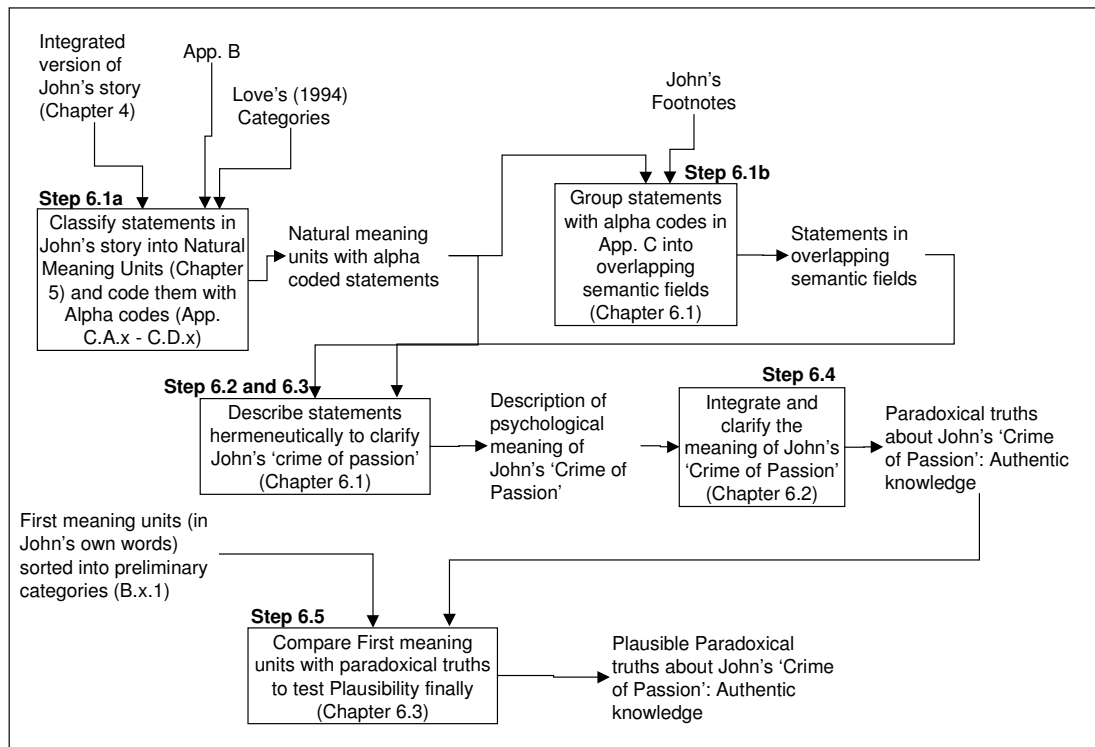 Integrated
version of
John's story
(Chapter 4)
App. B
Love's (1994)
Categories
John's
Footnotes
Step 6.1a
Classify statements in
John's story into Natural
Meaning Units (Chapter
5) and code them with
Alpha codes (App.
C.A.x - C.D.x)
Natural meaning
units with alpha
coded statements
Step 6.1b
Group statements
with alpha codes in
App. C into
overlapping
semantic fields
(Chapter 6.1)
Statements in
overlapping
semantic fields
Step 6.2 and 6.3
Describe statements
hermeneutically to clarify
John's 'crime of passion'
(Chapter 6.1)
Description of
psychological
meaning of
John's 'Crime of
Passion'
Step 6.4
Integrate and
clarify the
meaning of John's
'Crime of Passion'
(Chapter 6.2)
Paradoxical truths
about John's 'Crime
of Passion': Authentic
knowledge
First meaning units (in
John's own words)
sorted into preliminary
categories (B.x.1)
Step 6.5
Compare First meaning
units with paradoxical truths
to test Plausibility finally
(Chapter 6.3)
Plausible Paradoxical
truths about John's 'Crime
of Passion': Authentic
knowledge